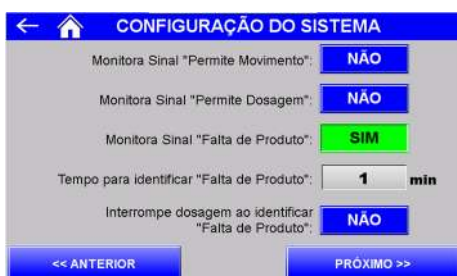 CONFIGURAÇÃO DO SISTEMA
Monitora Sinal "Permite Movimento": NÃO
Monitora Sinal "Permite Dosagem": NÃO
Monitora Sinal "Falta de Produto": SIM
Tempo para identificar "Falta de Produto": 1 min
Interrompe dosagem ao identificar
"Falta de Produto": NÃO
<< ANTERIOR PRÓXIMO >>